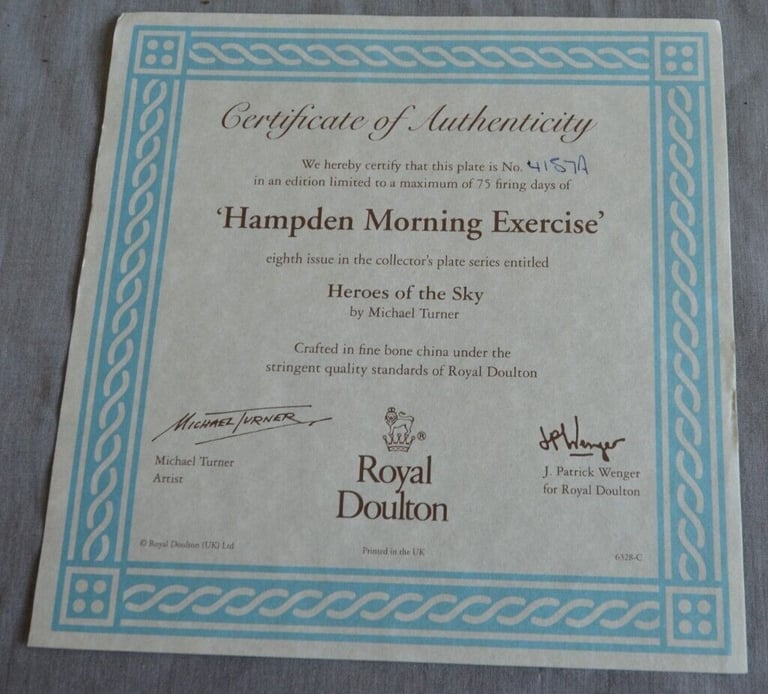 Certificate of Authenticity
We hereby certify that this plate is No. 4157A
in an edition limited to a maximum of 75 firing days of
‘Hampden Morning Exercise’
eighth issue in the collector's plate series entitled
Heroes of the Sky
by Michael Turner
Crafted in fine bone china under the
stringent quality standards of Royal Doulton
MICHAEL TURNER
Michael Turner
Artist
®
Royal
Doulton
JPWenger
J. Patrick Wenger
for Royal Doulton
© Royal Doulton (UK) Ltd
Printed in the UK
6328-C